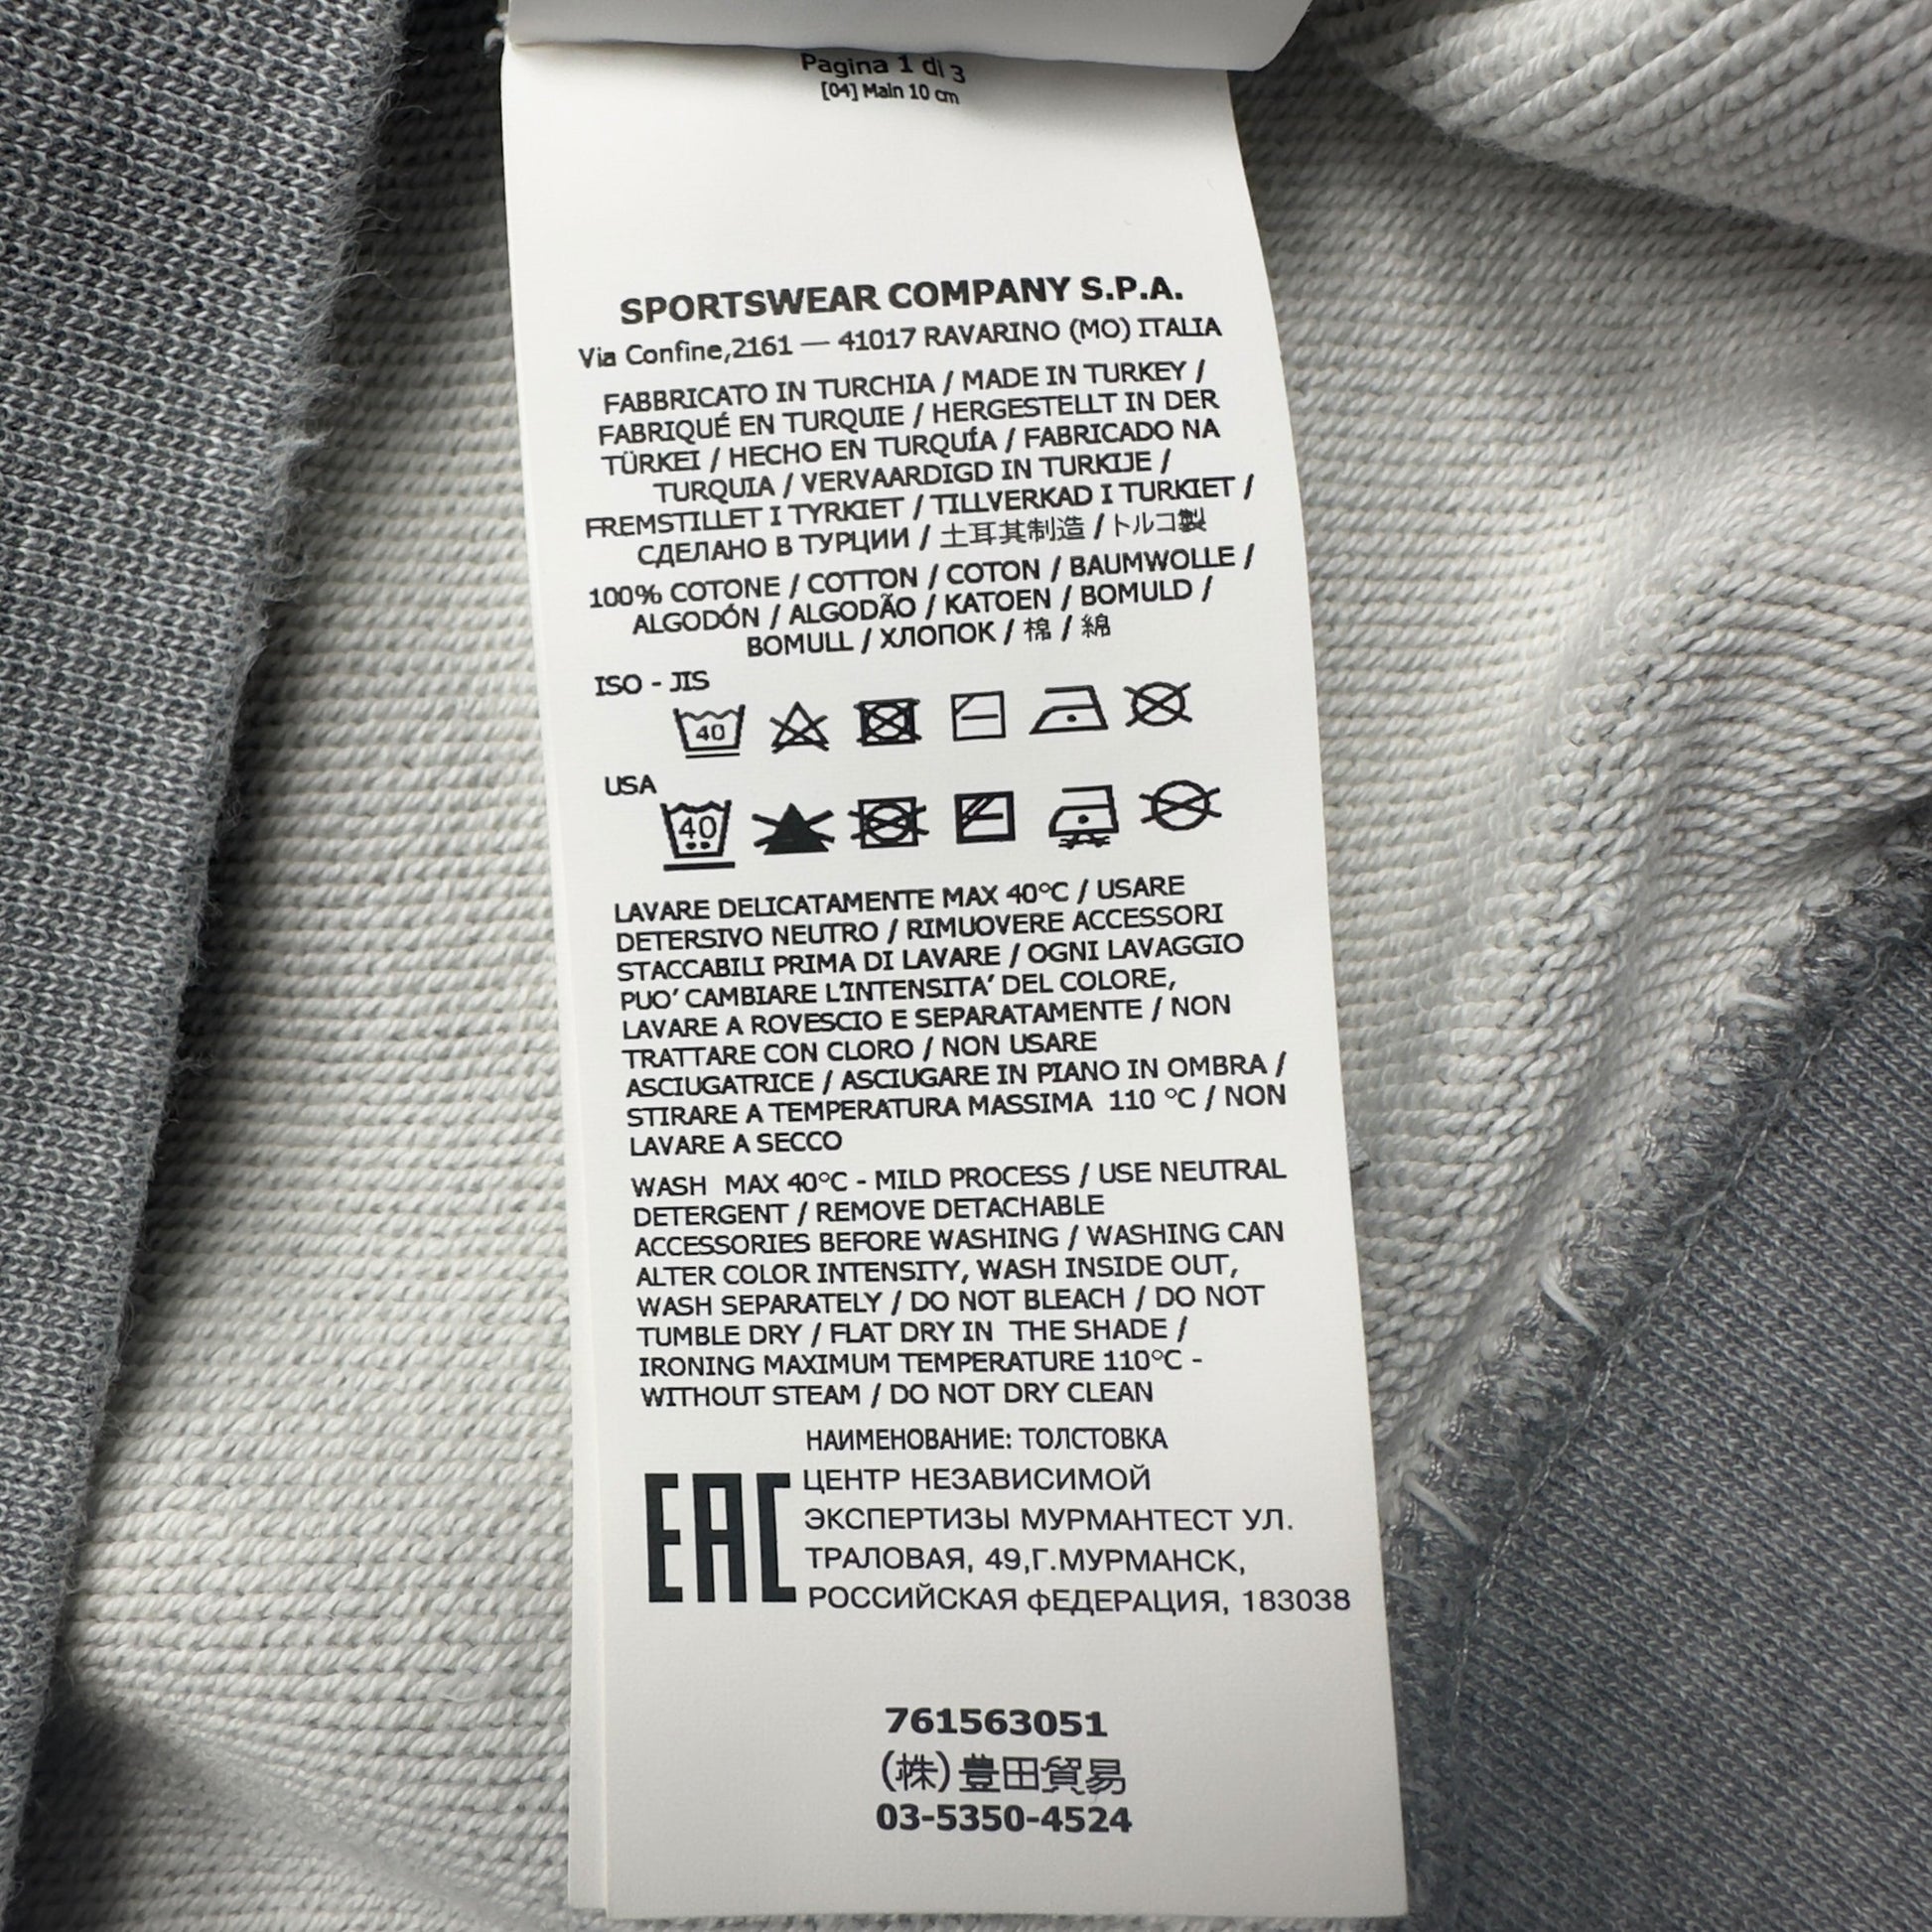 Pagina 1 di 3
[04] Main 10 cm
SPORTSWEAR COMPANY S.P.A.
Via Confine,2161 — 41017 RAVARINO (MO) ITALIA
FABBRICATO IN TURCHIA / MADE IN TURKEY /
FABRIQUÉ EN TURQUIE / HERGESTELLT IN DER
TÜRKEI / HECHO EN TURQUÍA / FABRICADO NA
TURQUIA / VERVAARDIGD IN TURKIJE /
FREMSTILLET I TYRKIET / TILLVERKAD I TURKIET /
СДЕЛАНО В ТУРЦИИ / 土耳其制造 / トルコ製
100% COTONE / COTTON / COTON / BAUMWOLLE /
ALGODÓN / ALGODÃO / KATOEN / BOMULD /
BOMULL / ХЛОПОК / 棉 / 綿
ISO - JIS
40
USA
40
LAVARE DELICATAMENTE MAX 40°C / USARE
DETERSIVO NEUTRO / RIMUOVERE ACCESSORI
STACCABILI PRIMA DI LAVARE / OGNI LAVAGGIO
PUO' CAMBIARE L'INTENSITA' DEL COLORE,
LAVARE A ROVESCIO E SEPARATAMENTE / NON
TRATTARE CON CLORO / NON USARE
ASCIUGATRICE / ASCIUGARE IN PIANO IN OMBRA /
STIRARE A TEMPERATURA MASSIMA 110 °C / NON
LAVARE A SECCO
WASH MAX 40°C - MILD PROCESS / USE NEUTRAL
DETERGENT / REMOVE DETACHABLE
ACCESSORIES BEFORE WASHING / WASHING CAN
ALTER COLOR INTENSITY, WASH INSIDE OUT,
WASH SEPARATELY / DO NOT BLEACH / DO NOT
TUMBLE DRY / FLAT DRY IN THE SHADE /
IRONING MAXIMUM TEMPERATURE 110°C -
WITHOUT STEAM / DO NOT DRY CLEAN
НАИМЕНОВАНИЕ: ТОЛСТОВКА
EAC
ЦЕНТР НЕЗАВИСИМОЙ
ЭКСПЕРТИЗЫ МУРМАНТЕСТ УЛ.
ТРАЛОВАЯ, 49,Г.МУРМАНСК,
РОССИЙСКАЯ фЕДЕРАЦИЯ, 183038
761563051
(株)豊田貿易
03-5350-4524